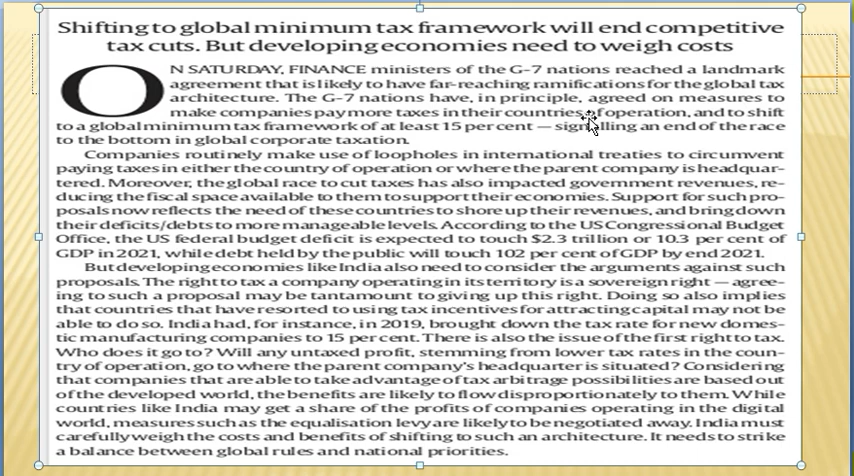 Shifting to global minimum tax framework will end competitive
tax cuts. But developing economies need to weigh costs
ON SATURDAY, FINANCE ministers of the G-7 nations reached a landmark
agreement that is likely to have far-reaching ramifications for the global tax
architecture. The G-7 nations have, in principle, agreed on measures to
make companies pay more taxes in their countries of operation, and to shift
to a global minimum tax framework of at least 15 per cent — signalling an end of the race
to the bottom in global corporate taxation.
Companies routinely make use of loopholes in international treaties to circumvent
paying taxes in either the country of operation or where the parent company is headquar-
tered. Moreover, the global race to cut taxes has also impacted government revenues, re-
ducing the fiscal space available to them to support their economies. Support for such pro-
posals now reflects the need of these countries to shore up their revenues, and bring down
their deficits/debts to more manageable levels. According to the US Congressional Budget
Office, the US federal budget deficit is expected to touch $2.3 trillion or 10.3 per cent of
GDP in 2021, while debt held by the public will touch 102 per cent of GDP by end 2021.
But developing economies like India also need to consider the arguments against such
proposals. The right to tax a company operating in its territory is a sovereign right — agree-
ing to such a proposal may be tantamount to giving up this right. Doing so also implies
that countries that have resorted to using tax incentives for attracting capital may not be
able to do so. India had, for instance, in 2019, brought down the tax rate for new domes-
tic manufacturing companies to 15 per cent. There is also the issue of the first right to tax.
Who does it go to? Will any untaxed profit, stemming from lower tax rates in the coun-
try of operation, go to where the parent company's headquarter is situated? Considering
that companies that are able to take advantage of tax arbitrage possibilities are based out
of the developed world, the benefits are likely to flow disproportionately to them. While
countries like India may get a share of the profits of companies operating in the digital
world, measures such as the equalisation levy are likely to be negotiated away. India must
carefully weigh the costs and benefits of shifting to such an architecture. It needs to strike
a balance between global rules and national priorities.